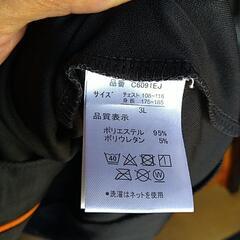 品番 C6091EJ
サイズ チェスト 108-116
身長 175-185
3L
品質表示
ポリエステル 95%
ポリウレタン 5%
40
※洗濯はネットを使用。